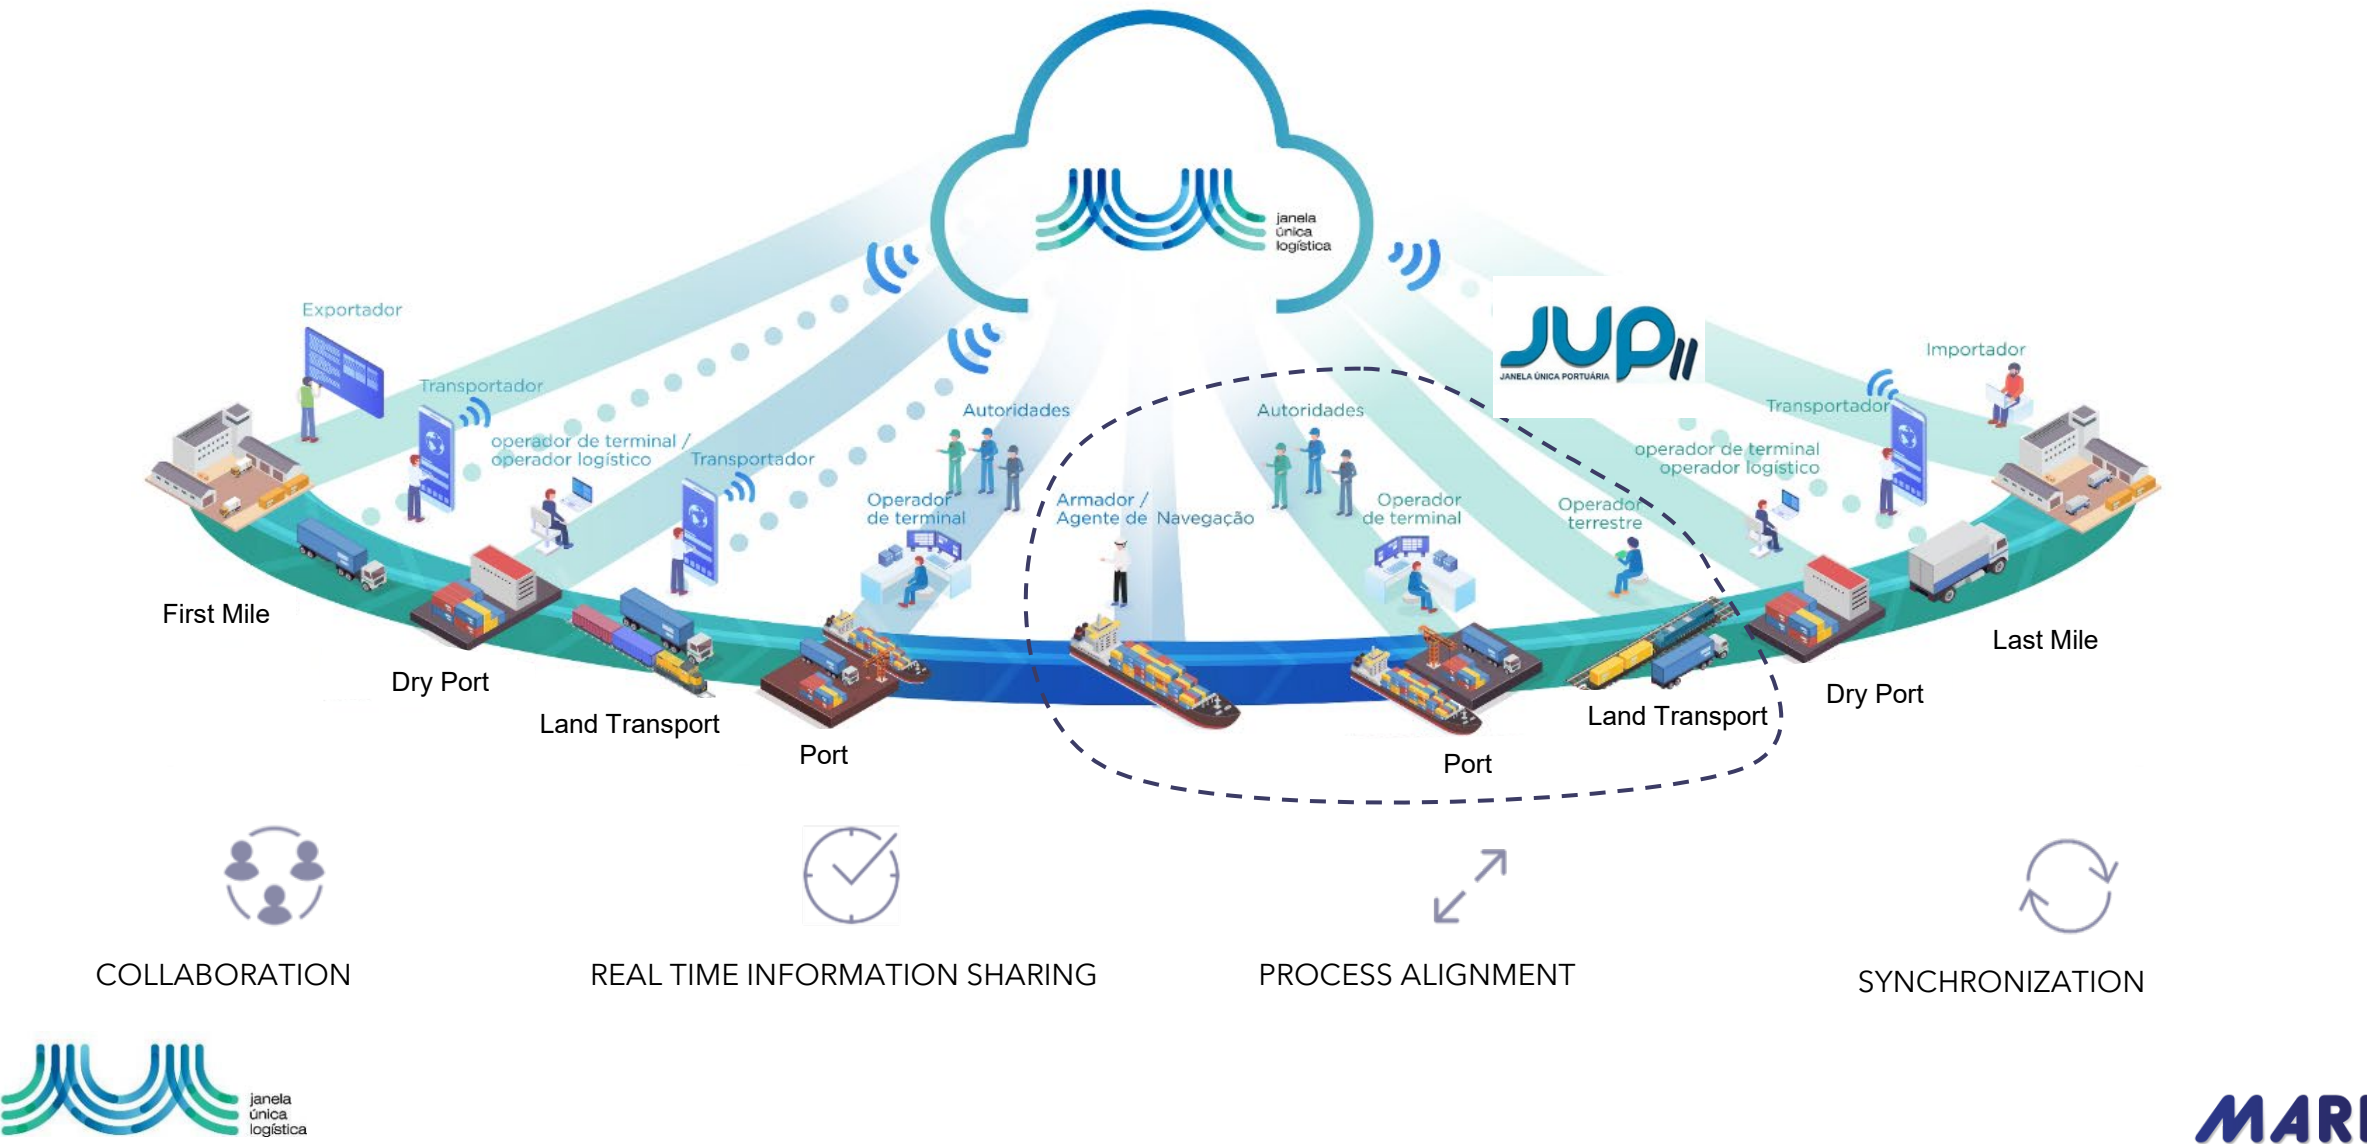 janela
única
logística
JUP II
JANELA ÚNICA PORTUÁRIA
Exportador
Importador
Transportador
operador de terminal /
operador logístico
Transportador
Operador
de terminal
Autoridades
Armador /
Agente de Navegação
Autoridades
Operador
de terminal
Operador
terrestre
operador de terminal
operador logístico
Transportador
First Mile
Dry Port
Land Transport
Port
Port
Land Transport
Dry Port
Last Mile
COLLABORATION
REAL TIME INFORMATION SHARING
PROCESS ALIGNMENT
SYNCHRONIZATION
janela
única
logística